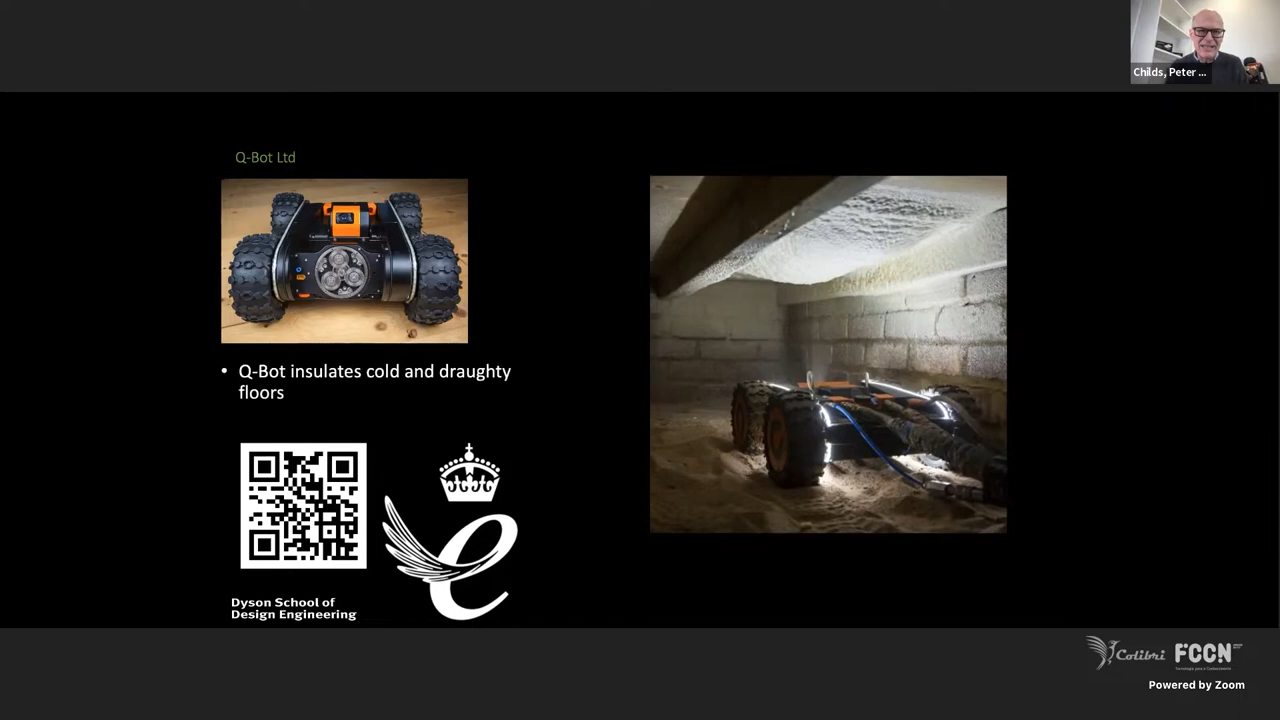 Childs, Peter ...
Q-Bot Ltd
• Q-Bot insulates cold and draughty
floors
e
Dyson School of
Design Engineering
Colibri FCCN
Powered by Zoom